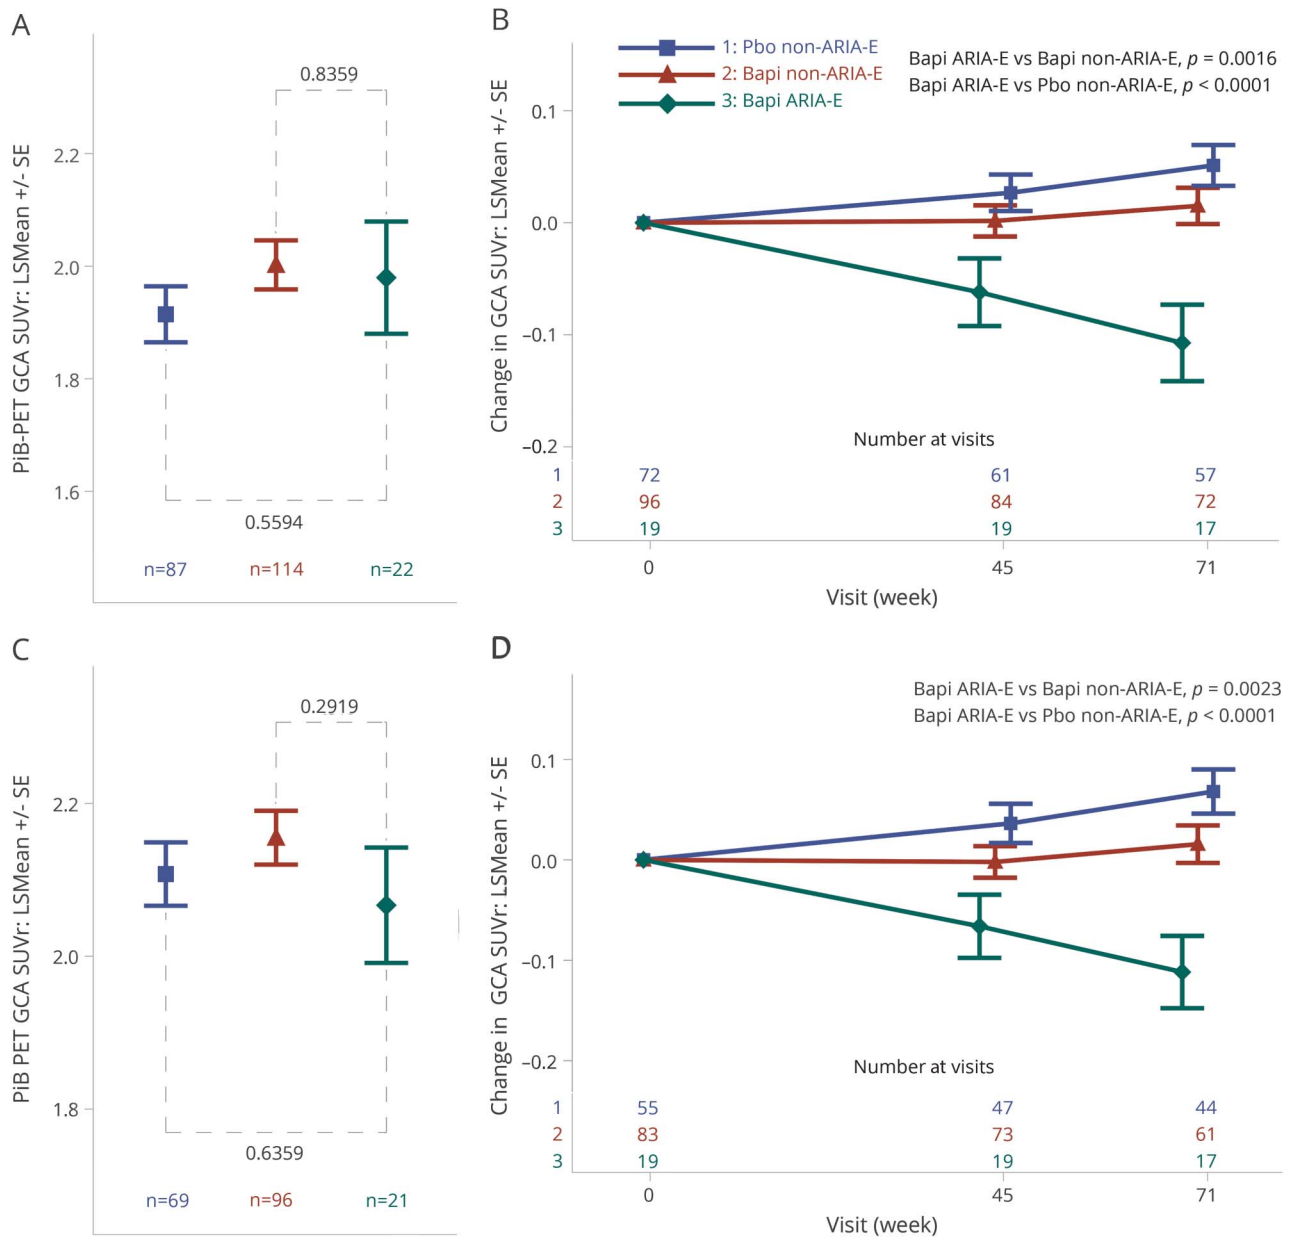 A
0.8359
PiB-PET GCA SUVr: LSMean +/- SE
2.2
2.0
1.8
1.6
0.5594
n=87 n=114 n=22
B
1: Pbo non-ARIA-E
2: Bapi non-ARIA-E
3: Bapi ARIA-E
Bapi ARIA-E vs Bapi non-ARIA-E, p = 0.0016
Bapi ARIA-E vs Pbo non-ARIA-E, p < 0.0001
Change in GCA SUVr: LSMean +/- SE
0.1
0.0
−0.1
−0.2
Number at visits
1 72 61 57
2 96 84 72
3 19 19 17
0 45 71
Visit (week)
C
0.2919
PiB PET GCA SUVr: LSMean +/- SE
2.2
2.0
1.8
0.6359
n=69 n=96 n=21
D
Bapi ARIA-E vs Bapi non-ARIA-E, p = 0.0023
Bapi ARIA-E vs Pbo non-ARIA-E, p < 0.0001
Change in GCA SUVr: LSMean +/- SE
0.1
0.0
−0.1
−0.2
Number at visits
1 55 47 44
2 83 73 61
3 19 19 17
0 45 71
Visit (week)